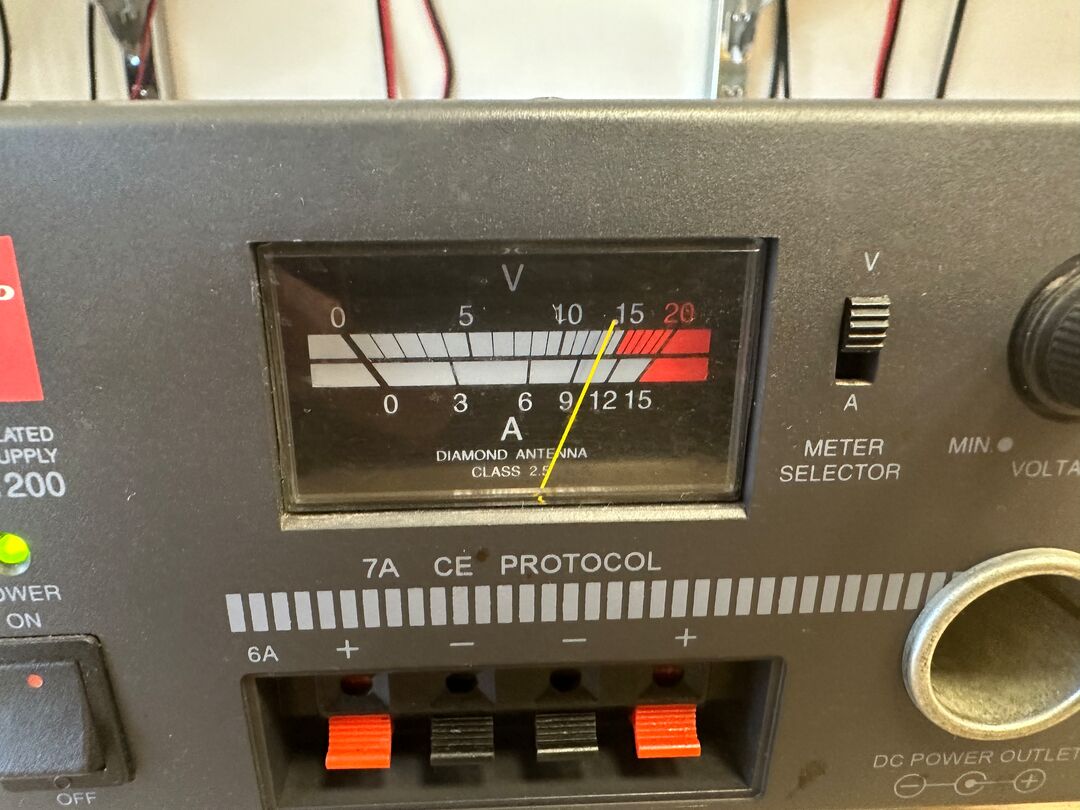 V
0 5 10 15 20
0 3 6 9 12 15
A
DIAMOND ANTENNA
CLASS 2.5
V
A
METER
SELECTOR
MIN.
VOLTA
LATED
UPPLY
200
OWER
ON
OFF
7A CE PROTOCOL
6A + − − +
DC POWER OUTLET
− +